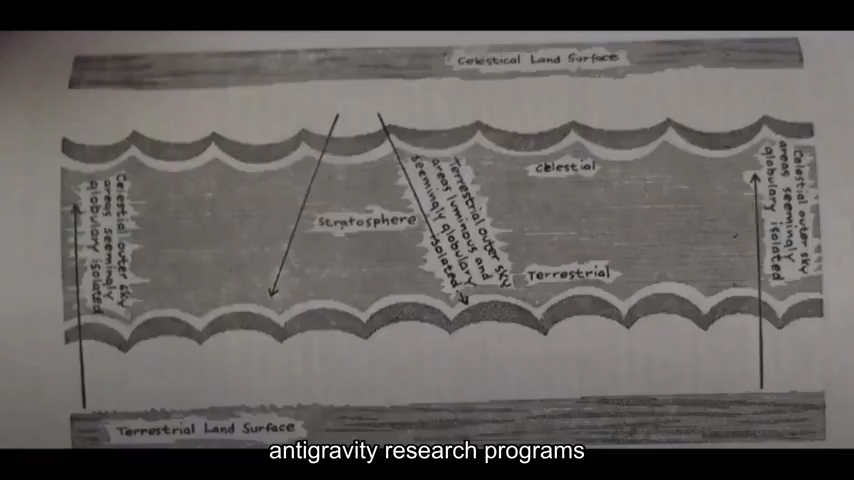 Celestical Land Surface
Celestial outer sky
areas seemingly
globulary isolated
Stratosphere
Terrestrial outer sky
areas luminous and
seemingly globulary
isolated
Celestial
Terrestrial
Celestial outer sky
areas seemingly
globulary isolated
Terrestrial Land Surface
antigravity research programs